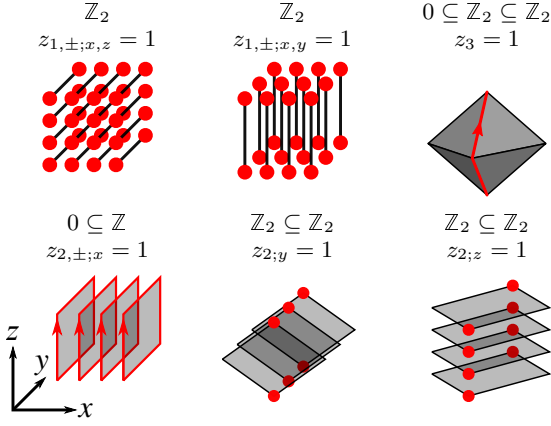 ℤ₂
z₁,±;x,z = 1
ℤ₂
z₁,±;x,y = 1
0 ⊆ ℤ₂ ⊆ ℤ₂
z₃ = 1
0 ⊆ ℤ
z₂,±;x = 1
ℤ₂ ⊆ ℤ₂
z₂;y = 1
ℤ₂ ⊆ ℤ₂
z₂;z = 1
z
y
x